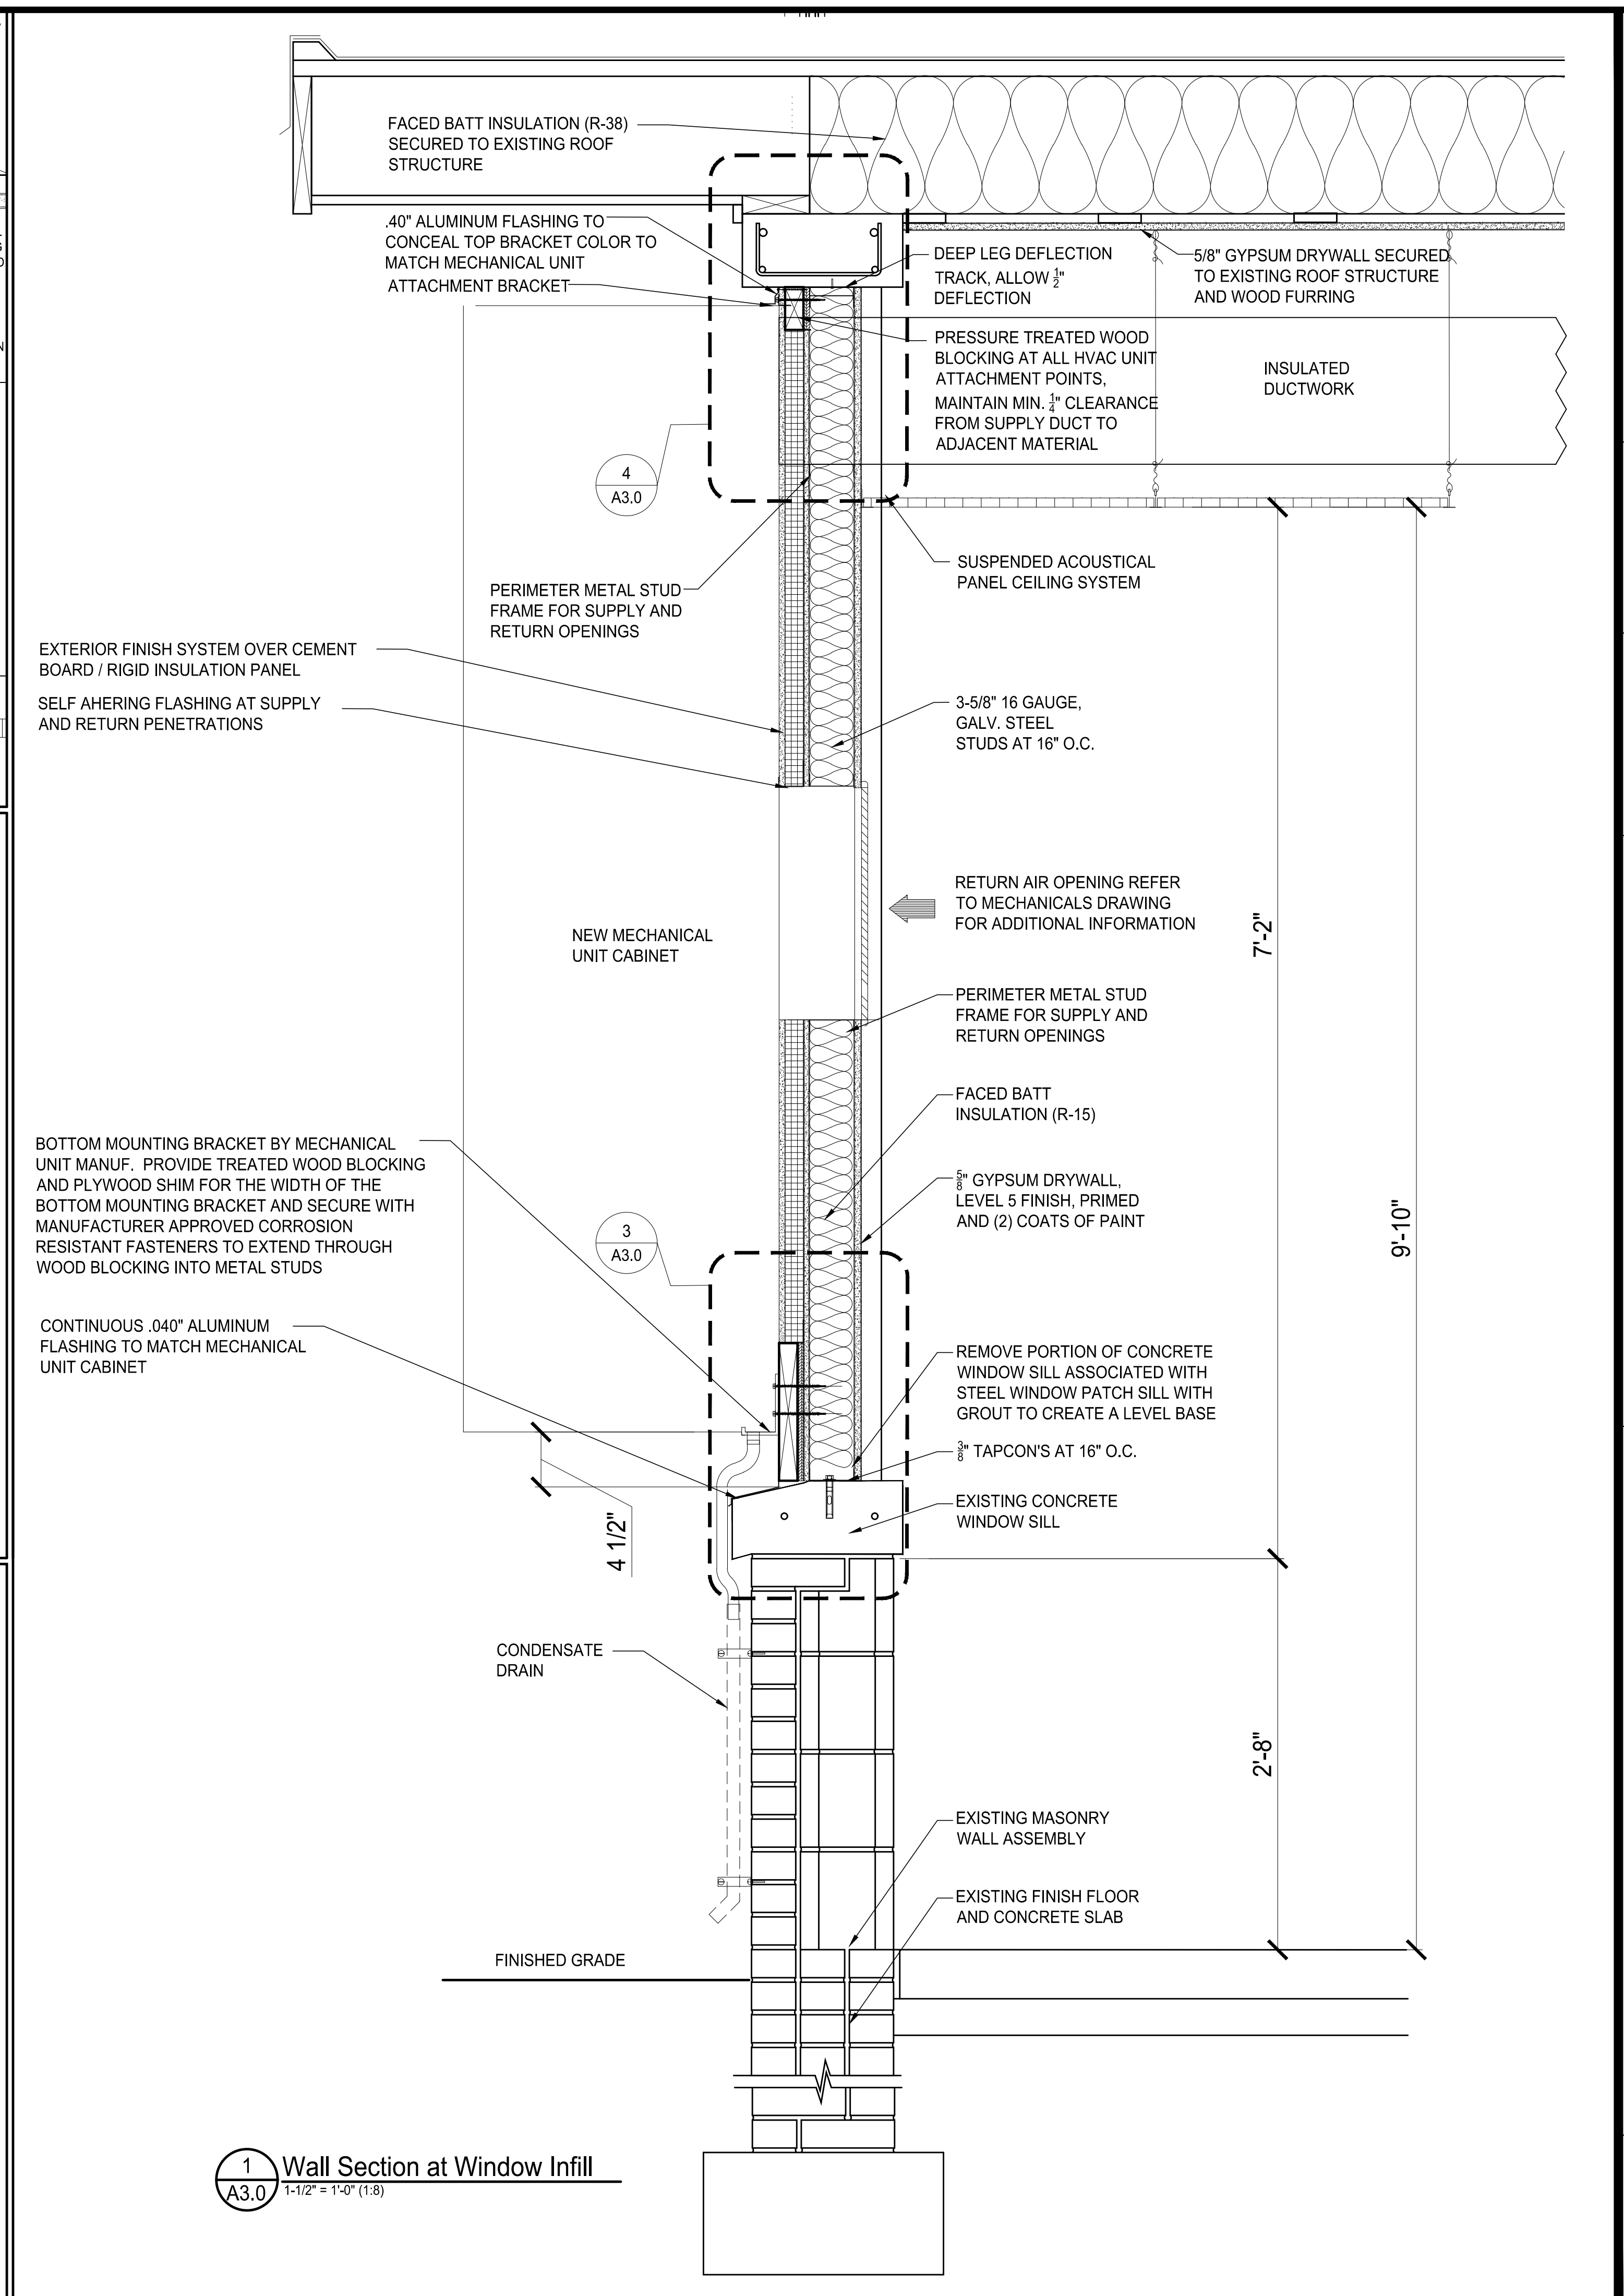 FACED BATT INSULATION (R-38)
SECURED TO EXISTING ROOF
STRUCTURE
.40" ALUMINUM FLASHING TO
CONCEAL TOP BRACKET COLOR TO
MATCH MECHANICAL UNIT
ATTACHMENT BRACKET
DEEP LEG DEFLECTION
TRACK, ALLOW 1/2"
DEFLECTION
5/8" GYPSUM DRYWALL SECURED
TO EXISTING ROOF STRUCTURE
AND WOOD FURRING
PRESSURE TREATED WOOD
BLOCKING AT ALL HVAC UNIT
ATTACHMENT POINTS,
MAINTAIN MIN. 1/4" CLEARANCE
FROM SUPPLY DUCT TO
ADJACENT MATERIAL
INSULATED
DUCTWORK
4
A3.0
SUSPENDED ACOUSTICAL
PANEL CEILING SYSTEM
PERIMETER METAL STUD
FRAME FOR SUPPLY AND
RETURN OPENINGS
EXTERIOR FINISH SYSTEM OVER CEMENT
BOARD / RIGID INSULATION PANEL
SELF AHERING FLASHING AT SUPPLY
AND RETURN PENETRATIONS
3-5/8" 16 GAUGE,
GALV. STEEL
STUDS AT 16" O.C.
RETURN AIR OPENING REFER
TO MECHANICALS DRAWING
FOR ADDITIONAL INFORMATION
7'-2"
NEW MECHANICAL
UNIT CABINET
PERIMETER METAL STUD
FRAME FOR SUPPLY AND
RETURN OPENINGS
FACED BATT
INSULATION (R-15)
BOTTOM MOUNTING BRACKET BY MECHANICAL
UNIT MANUF. PROVIDE TREATED WOOD BLOCKING
AND PLYWOOD SHIM FOR THE WIDTH OF THE
BOTTOM MOUNTING BRACKET AND SECURE WITH
MANUFACTURER APPROVED CORROSION
RESISTANT FASTENERS TO EXTEND THROUGH
WOOD BLOCKING INTO METAL STUDS
5/8" GYPSUM DRYWALL,
LEVEL 5 FINISH, PRIMED
AND (2) COATS OF PAINT
9'-10"
3
A3.0
CONTINUOUS .040" ALUMINUM
FLASHING TO MATCH MECHANICAL
UNIT CABINET
REMOVE PORTION OF CONCRETE
WINDOW SILL ASSOCIATED WITH
STEEL WINDOW PATCH SILL WITH
GROUT TO CREATE A LEVEL BASE
3/8" TAPCON'S AT 16" O.C.
EXISTING CONCRETE
WINDOW SILL
4 1/2"
CONDENSATE
DRAIN
2'-8"
EXISTING MASONRY
WALL ASSEMBLY
EXISTING FINISH FLOOR
AND CONCRETE SLAB
FINISHED GRADE
1
A3.0
Wall Section at Window Infill
1-1/2" = 1'-0" (1:8)